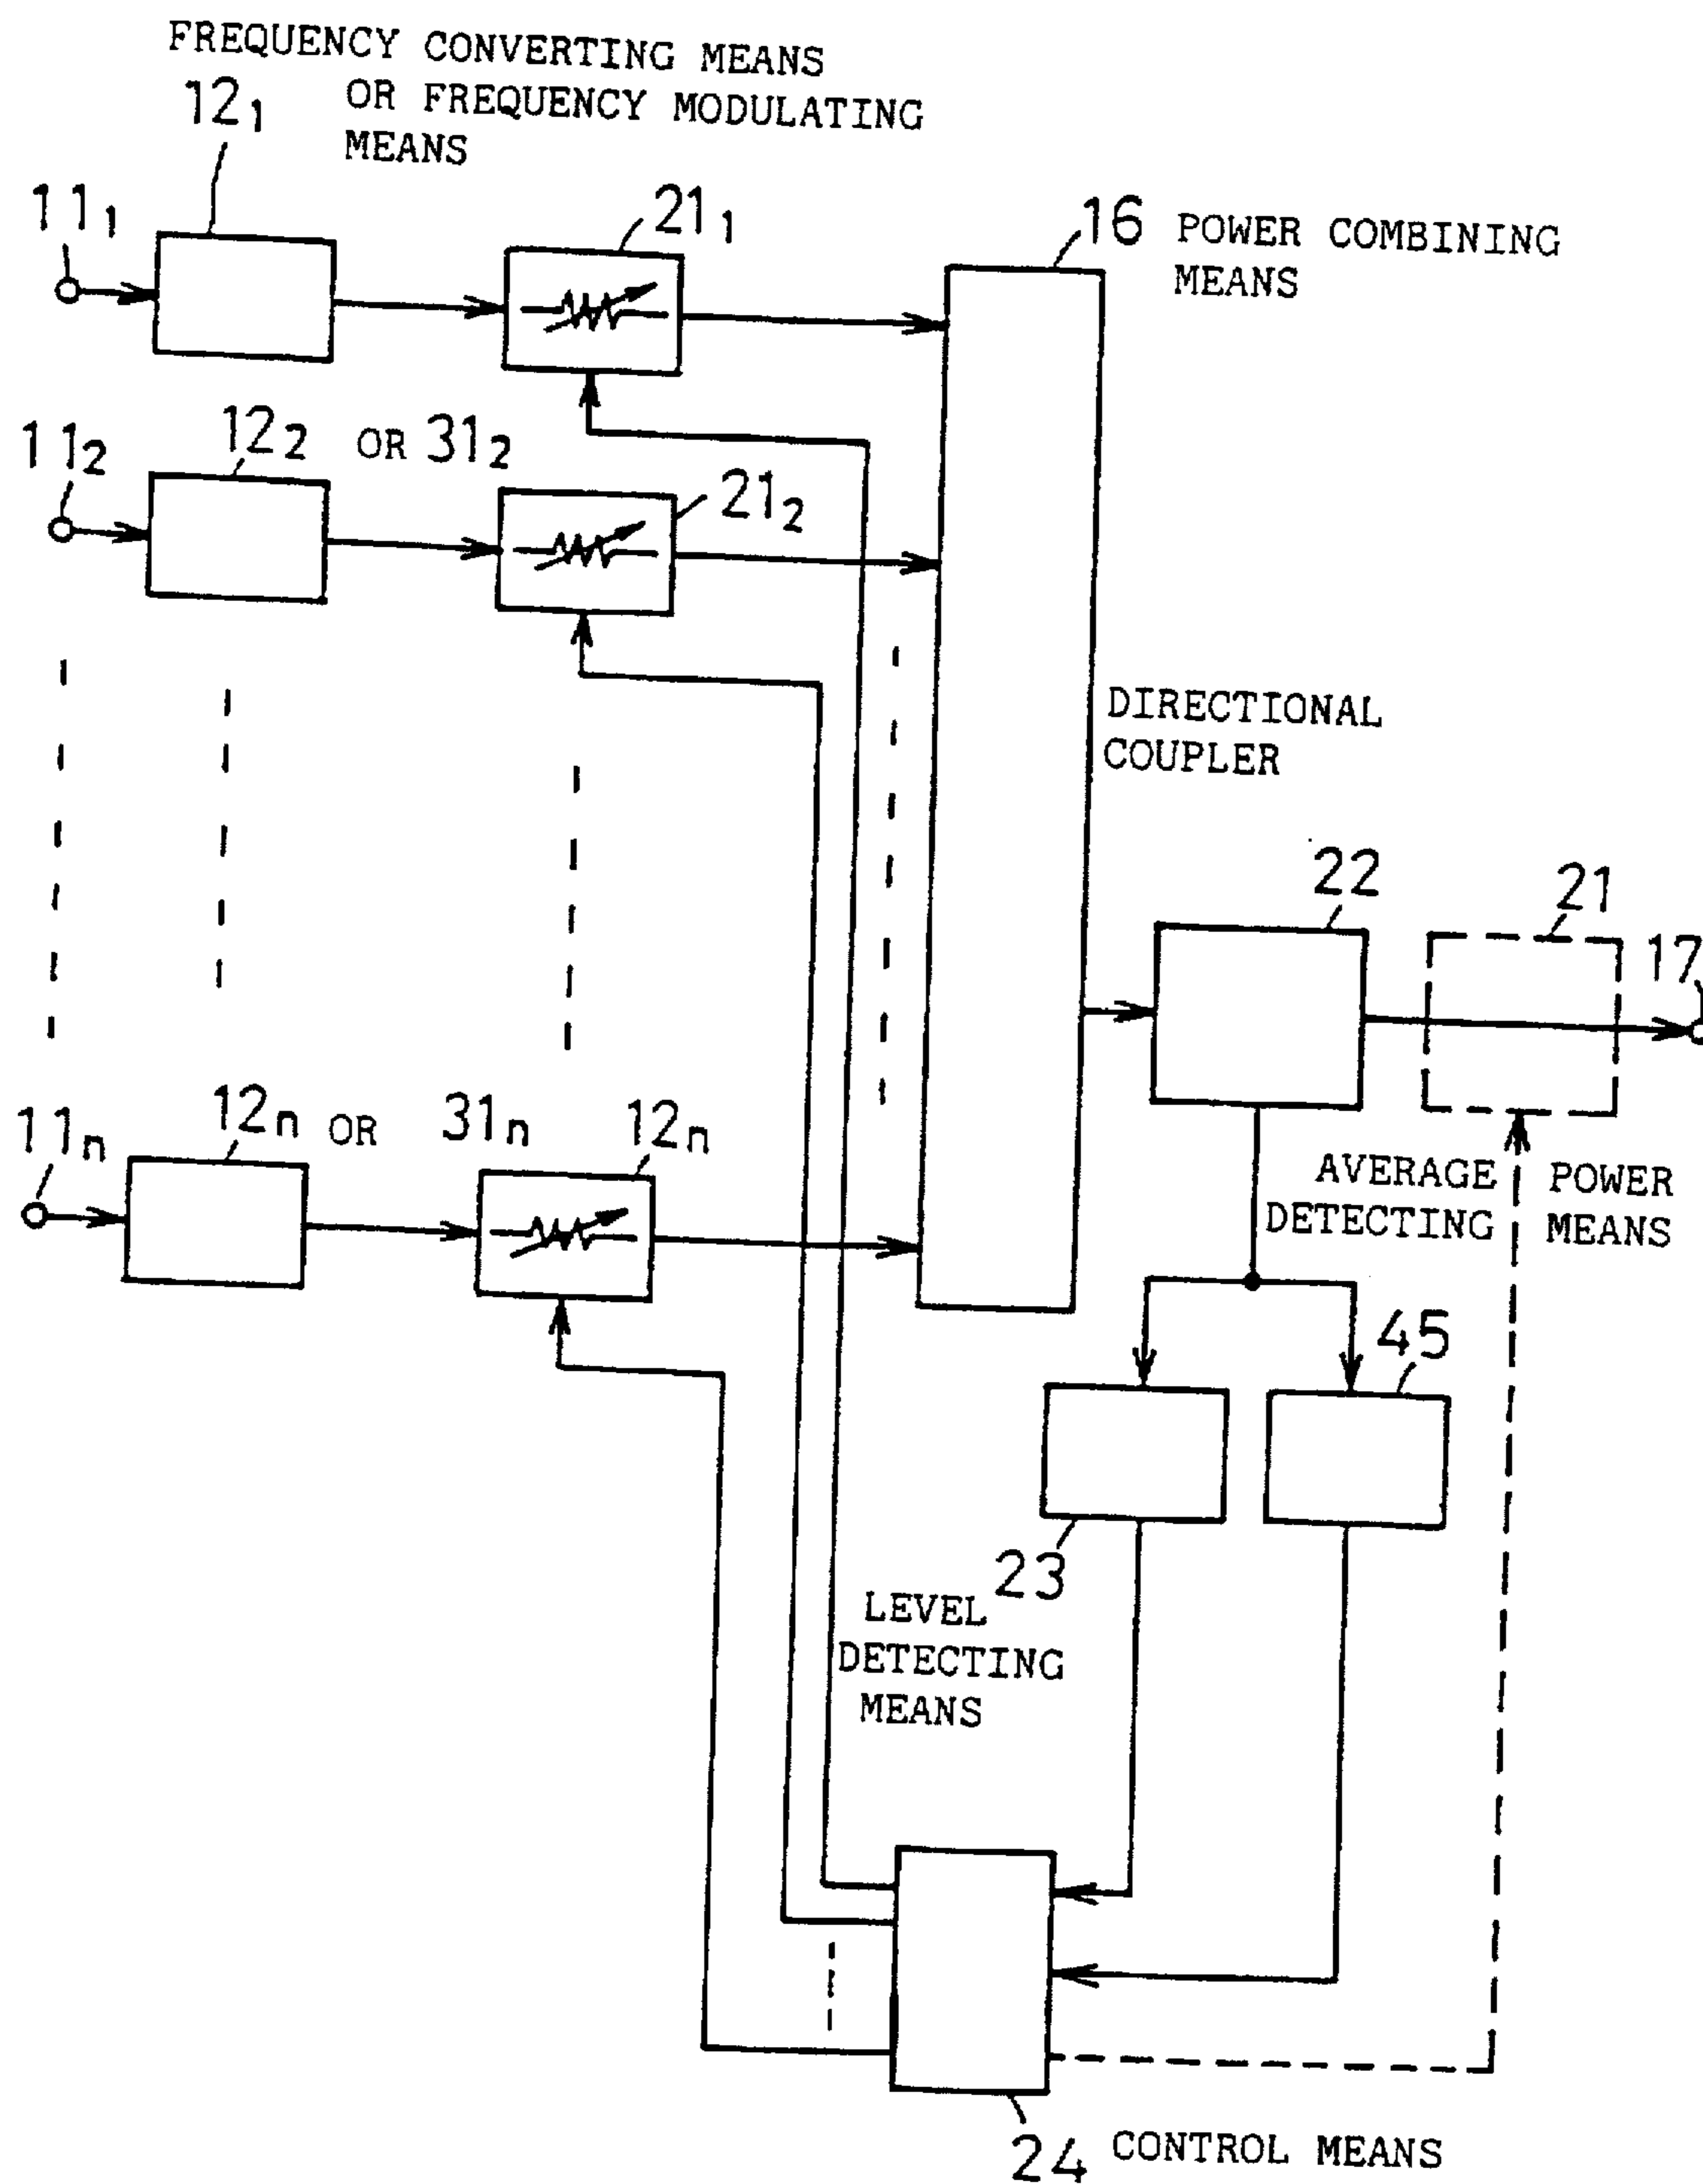 FREQUENCY CONVERTING MEANS
12₁ OR FREQUENCY MODULATING
MEANS
11₁
21₁
16 POWER COMBINING
MEANS
11₂
12₂ OR 31₂
21₂
DIRECTIONAL
COUPLER
22
21
17
11n
12n OR 31n
12n
AVERAGE POWER
DETECTING MEANS
45
23
LEVEL
DETECTING
MEANS
24 CONTROL MEANS